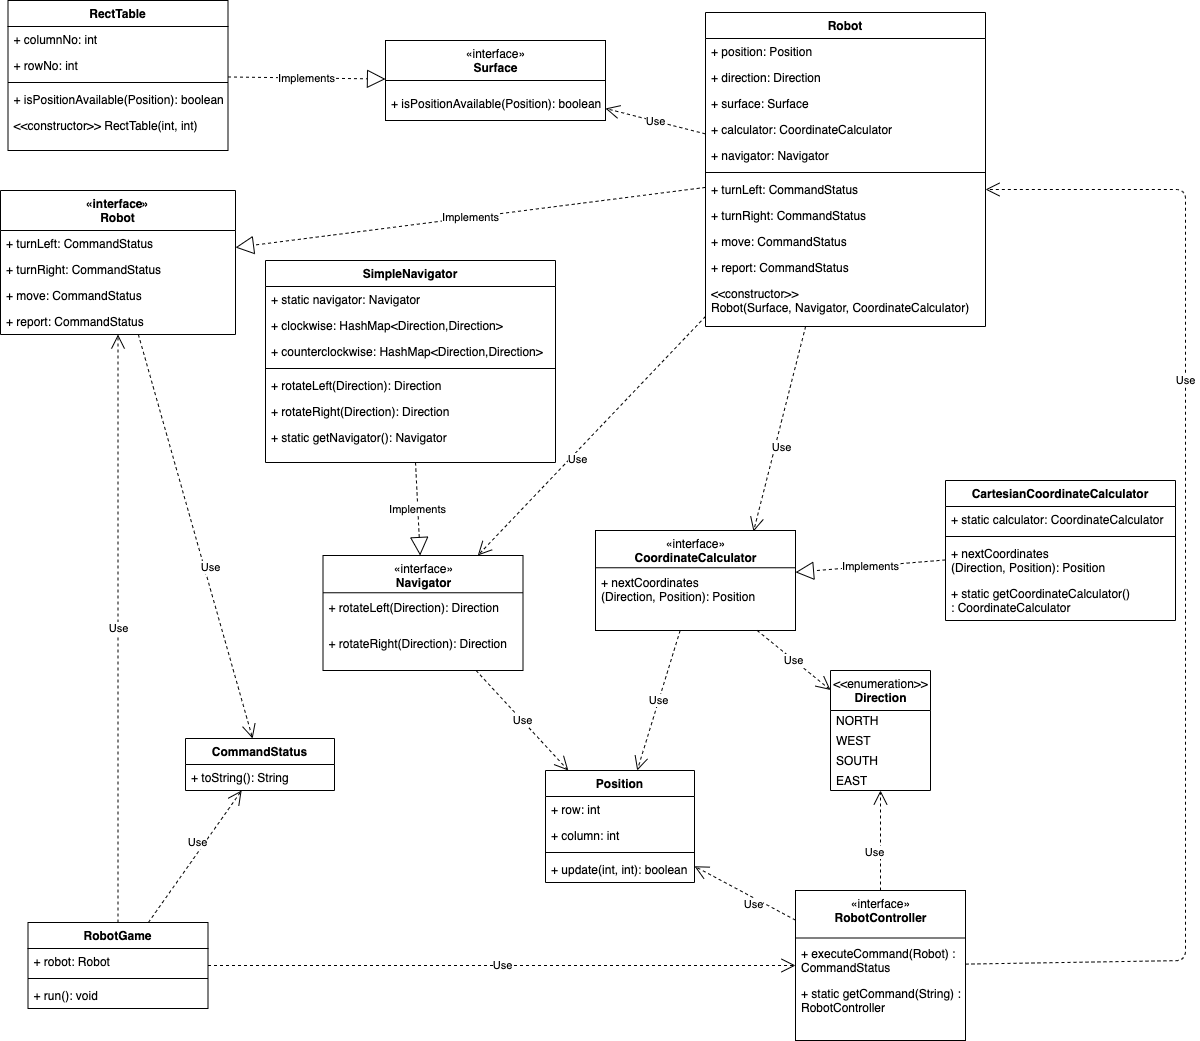 RectTable
+ columnNo: int
+ rowNo: int
+ isPositionAvailable(Position): boolean
<<constructor>> RectTable(int, int)
Implements
«interface»
Surface
+ isPositionAvailable(Position): boolean
Use
Robot
+ position: Position
+ direction: Direction
+ surface: Surface
+ calculator: CoordinateCalculator
+ navigator: Navigator
+ turnLeft: CommandStatus
+ turnRight: CommandStatus
+ move: CommandStatus
+ report: CommandStatus
<<constructor>>
Robot(Surface, Navigator, CoordinateCalculator)
«interface»
Robot
+ turnLeft: CommandStatus
+ turnRight: CommandStatus
+ move: CommandStatus
+ report: CommandStatus
Implements
SimpleNavigator
+ static navigator: Navigator
+ clockwise: HashMap<Direction,Direction>
+ counterclockwise: HashMap<Direction,Direction>
+ rotateLeft(Direction): Direction
+ rotateRight(Direction): Direction
+ static getNavigator(): Navigator
Use
Use
Use
Implements
«interface»
Navigator
+ rotateLeft(Direction): Direction
+ rotateRight(Direction): Direction
«interface»
CoordinateCalculator
+ nextCoordinates
(Direction, Position): Position
Implements
CartesianCoordinateCalculator
+ static calculator: CoordinateCalculator
+ nextCoordinates
(Direction, Position): Position
+ static getCoordinateCalculator()
: CoordinateCalculator
Use
Use
Use
Use
Use
<<enumeration>>
Direction
NORTH
WEST
SOUTH
EAST
CommandStatus
+ toString(): String
Position
+ row: int
+ column: int
+ update(int, int): boolean
Use
Use
Use
«interface»
RobotController
+ executeCommand(Robot) :
CommandStatus
+ static getCommand(String) :
RobotController
RobotGame
+ robot: Robot
+ run(): void
Use